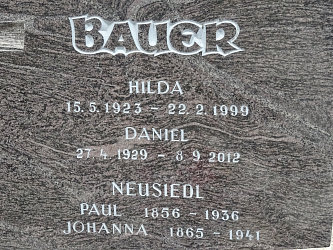 BAUER
HILDA
15. 5. 1923 – 22. 2. 1999
DANIEL
27. 4. 1929 – 8. 9. 2012
NEUSIEDL
PAUL 1856 – 1936
JOHANNA 1865 – 1941